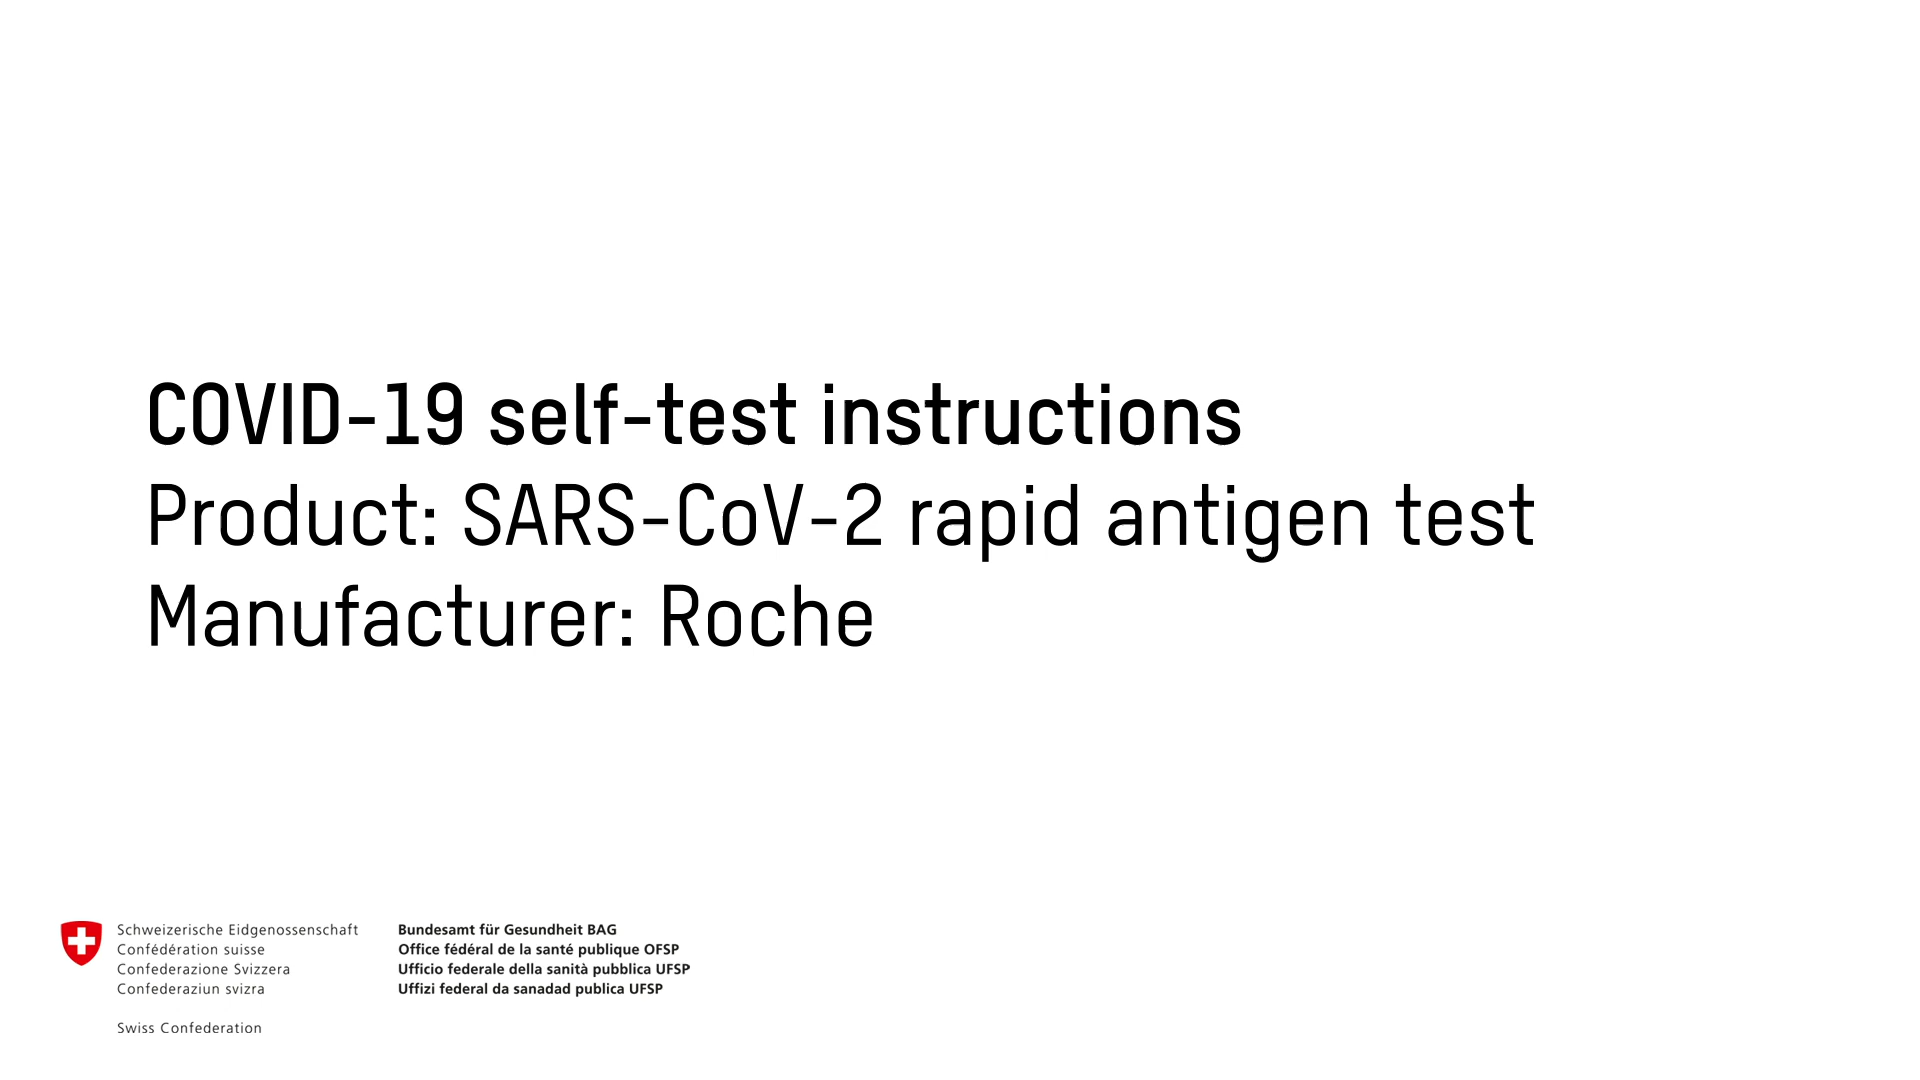 COVID-19 self-test instructions
Product: SARS-CoV-2 rapid antigen test
Manufacturer: Roche
Schweizerische Eidgenossenschaft
Confédération suisse
Confederazione Svizzera
Confederaziun svizra
Swiss Confederation
Bundesamt für Gesundheit BAG
Office fédéral de la santé publique OFSP
Ufficio federale della sanità pubblica UFSP
Uffizi federal da sanadad publica UFSP